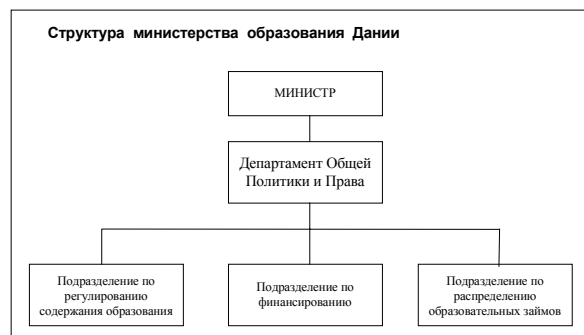 Структура министерства образования Дании
МИНИСТР
Департамент Общей
Политики и Права
Подразделение по
регулированию
содержания образования
Подразделение по
финансированию
Подразделение по
распределению
образовательных займов